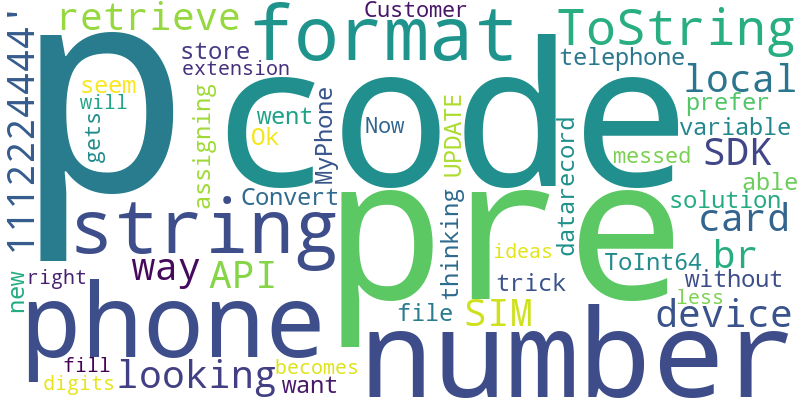 p
code
pre
phone
number
format
string
ToString
retrieve
Customer
store
extension
telephone
local
prefer
variable
SDK
messed
able
solution
card
br
ToInt64
without
less
device
datarecord
UPDATE
thinking
ideas
trick
file
SIM
MyPhone
Now
went
Ok
Convert
assigning
seem
will
gets
1112224444'
way
API
new
right
looking
fill
digits
becomes
want